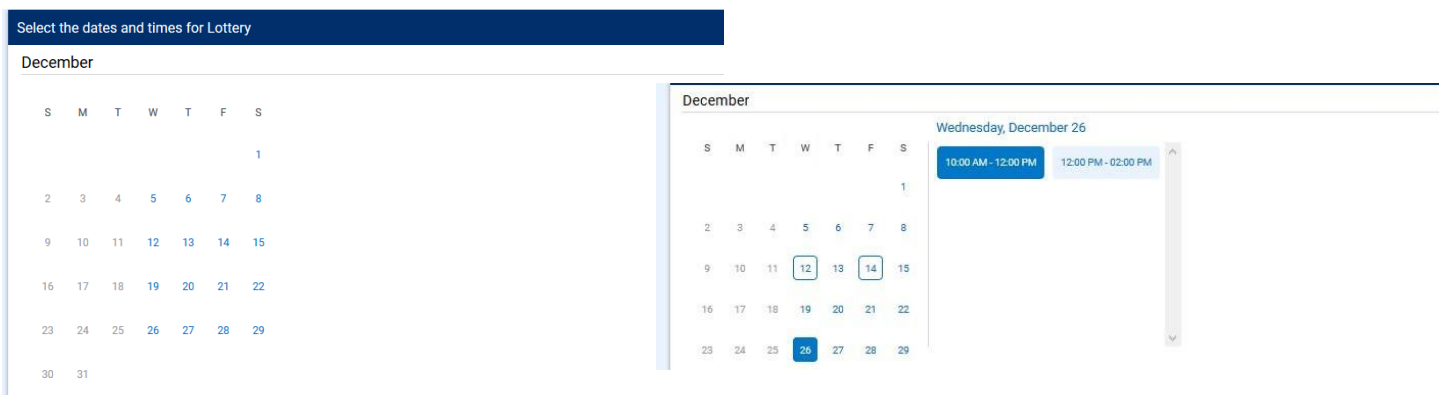 Select the dates and times for Lottery
December
S M T W T F S
1
2 3 4 5 6 7 8
9 10 11 12 13 14 15
16 17 18 19 20 21 22
23 24 25 26 27 28 29
30 31
December
S M T W T F S
1
2 3 4 5 6 7 8
9 10 11 12 13 14 15
16 17 18 19 20 21 22
23 24 25 26 27 28 29
Wednesday, December 26
10:00 AM - 12:00 PM 12:00 PM - 02:00 PM